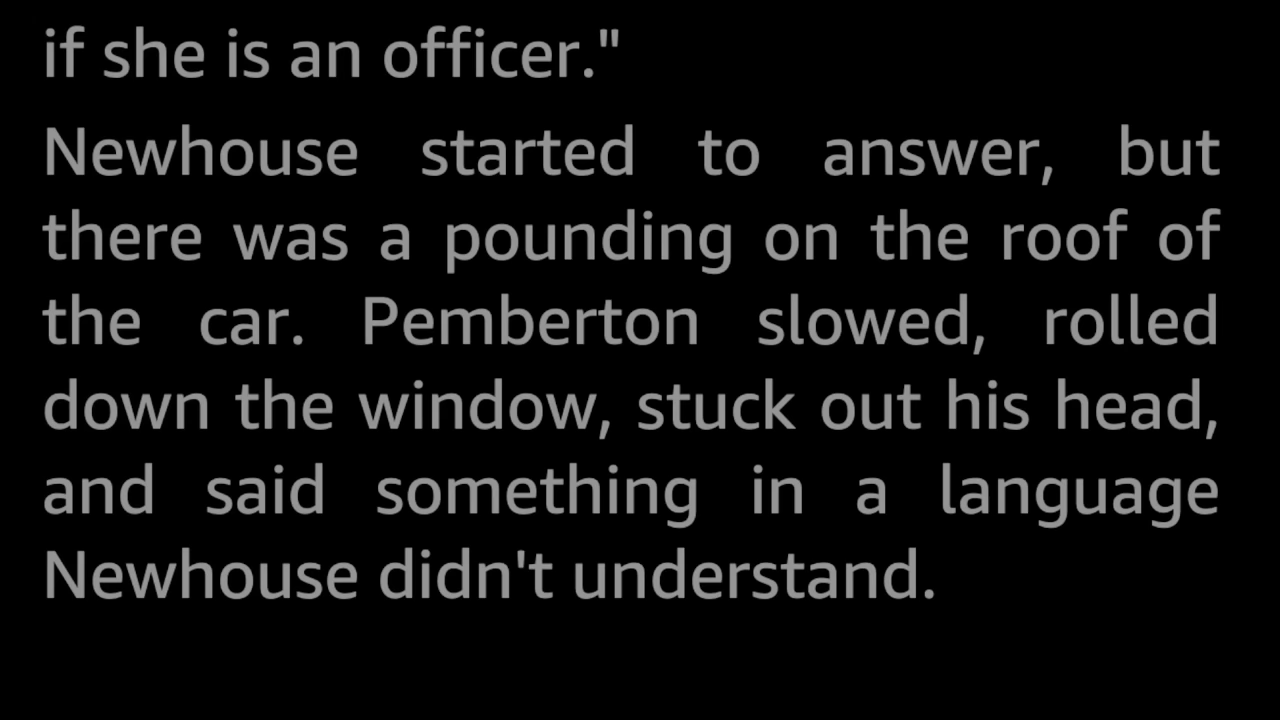 if she is an officer."
Newhouse started to answer, but
there was a pounding on the roof of
the car. Pemberton slowed, rolled
down the window, stuck out his head,
and said something in a language
Newhouse didn't understand.